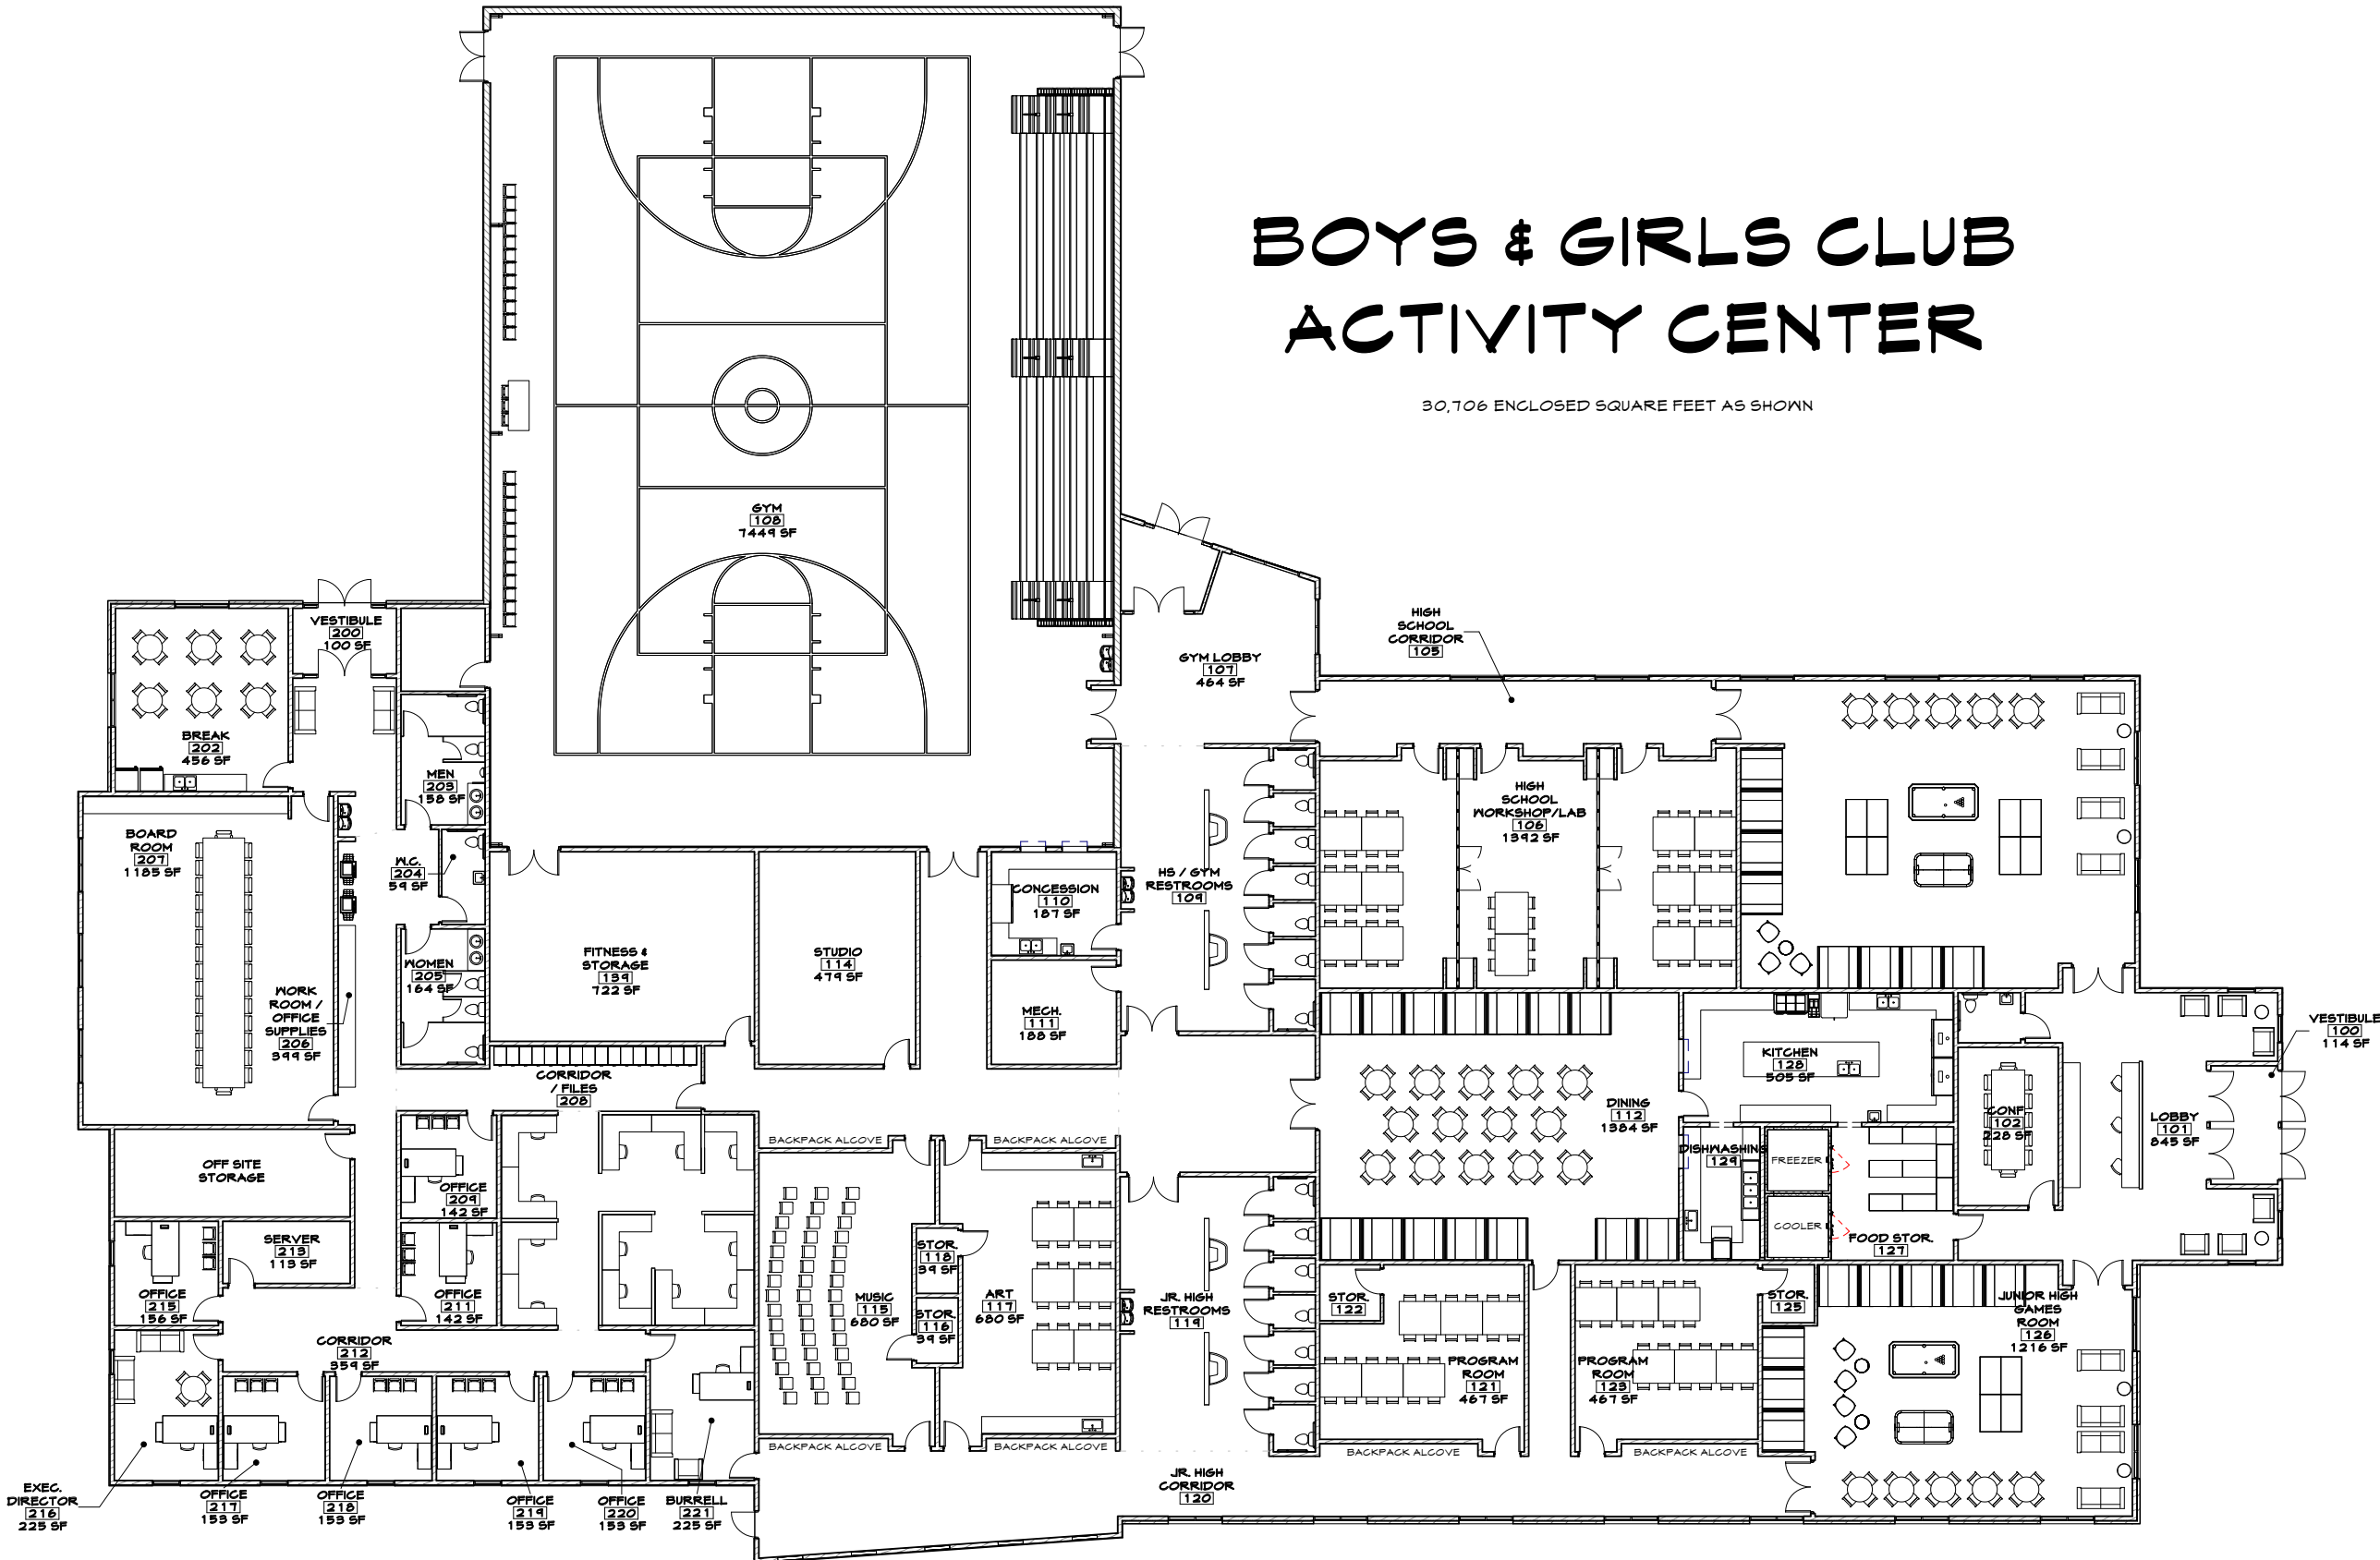 BOYS & GIRLS CLUB
ACTIVITY CENTER
30,706 ENCLOSED SQUARE FEET AS SHOWN
GYM
108
7449 SF
VESTIBULE
200
100 SF
BREAK
202
456 SF
MEN
203
158 SF
BOARD
ROOM
207
1185 SF
W.C.
204
59 SF
WOMEN
205
164 SF
WORK
ROOM /
OFFICE
SUPPLIES
206
399 SF
FITNESS &
STORAGE
139
722 SF
STUDIO
114
479 SF
CONCESSION
110
187 SF
MECH.
111
188 SF
GYM LOBBY
107
464 SF
HIGH
SCHOOL
CORRIDOR
105
HS / GYM
RESTROOMS
109
HIGH
SCHOOL
WORKSHOP/LAB
106
1392 SF
KITCHEN
128
505 SF
DINING
112
1384 SF
DISHWASHING
129
FREEZER
COOLER
FOOD STOR.
127
CONF.
102
228 SF
LOBBY
101
845 SF
VESTIBULE
100
114 SF
CORRIDOR
/ FILES
208
OFF SITE
STORAGE
OFFICE
209
142 SF
SERVER
213
113 SF
OFFICE
215
156 SF
OFFICE
211
142 SF
CORRIDOR
212
359 SF
BACKPACK ALCOVE
BACKPACK ALCOVE
STOR.
118
39 SF
MUSIC
115
680 SF
STOR.
116
39 SF
ART
117
680 SF
BACKPACK ALCOVE
BACKPACK ALCOVE
JR. HIGH
RESTROOMS
119
STOR.
122
STOR.
125
PROGRAM
ROOM
121
467 SF
PROGRAM
ROOM
123
467 SF
BACKPACK ALCOVE
BACKPACK ALCOVE
JUNIOR HIGH
GAMES
ROOM
126
1216 SF
JR. HIGH
CORRIDOR
120
EXEC.
DIRECTOR
216
225 SF
OFFICE
217
153 SF
OFFICE
218
153 SF
OFFICE
219
153 SF
OFFICE
220
153 SF
BURRELL
221
225 SF